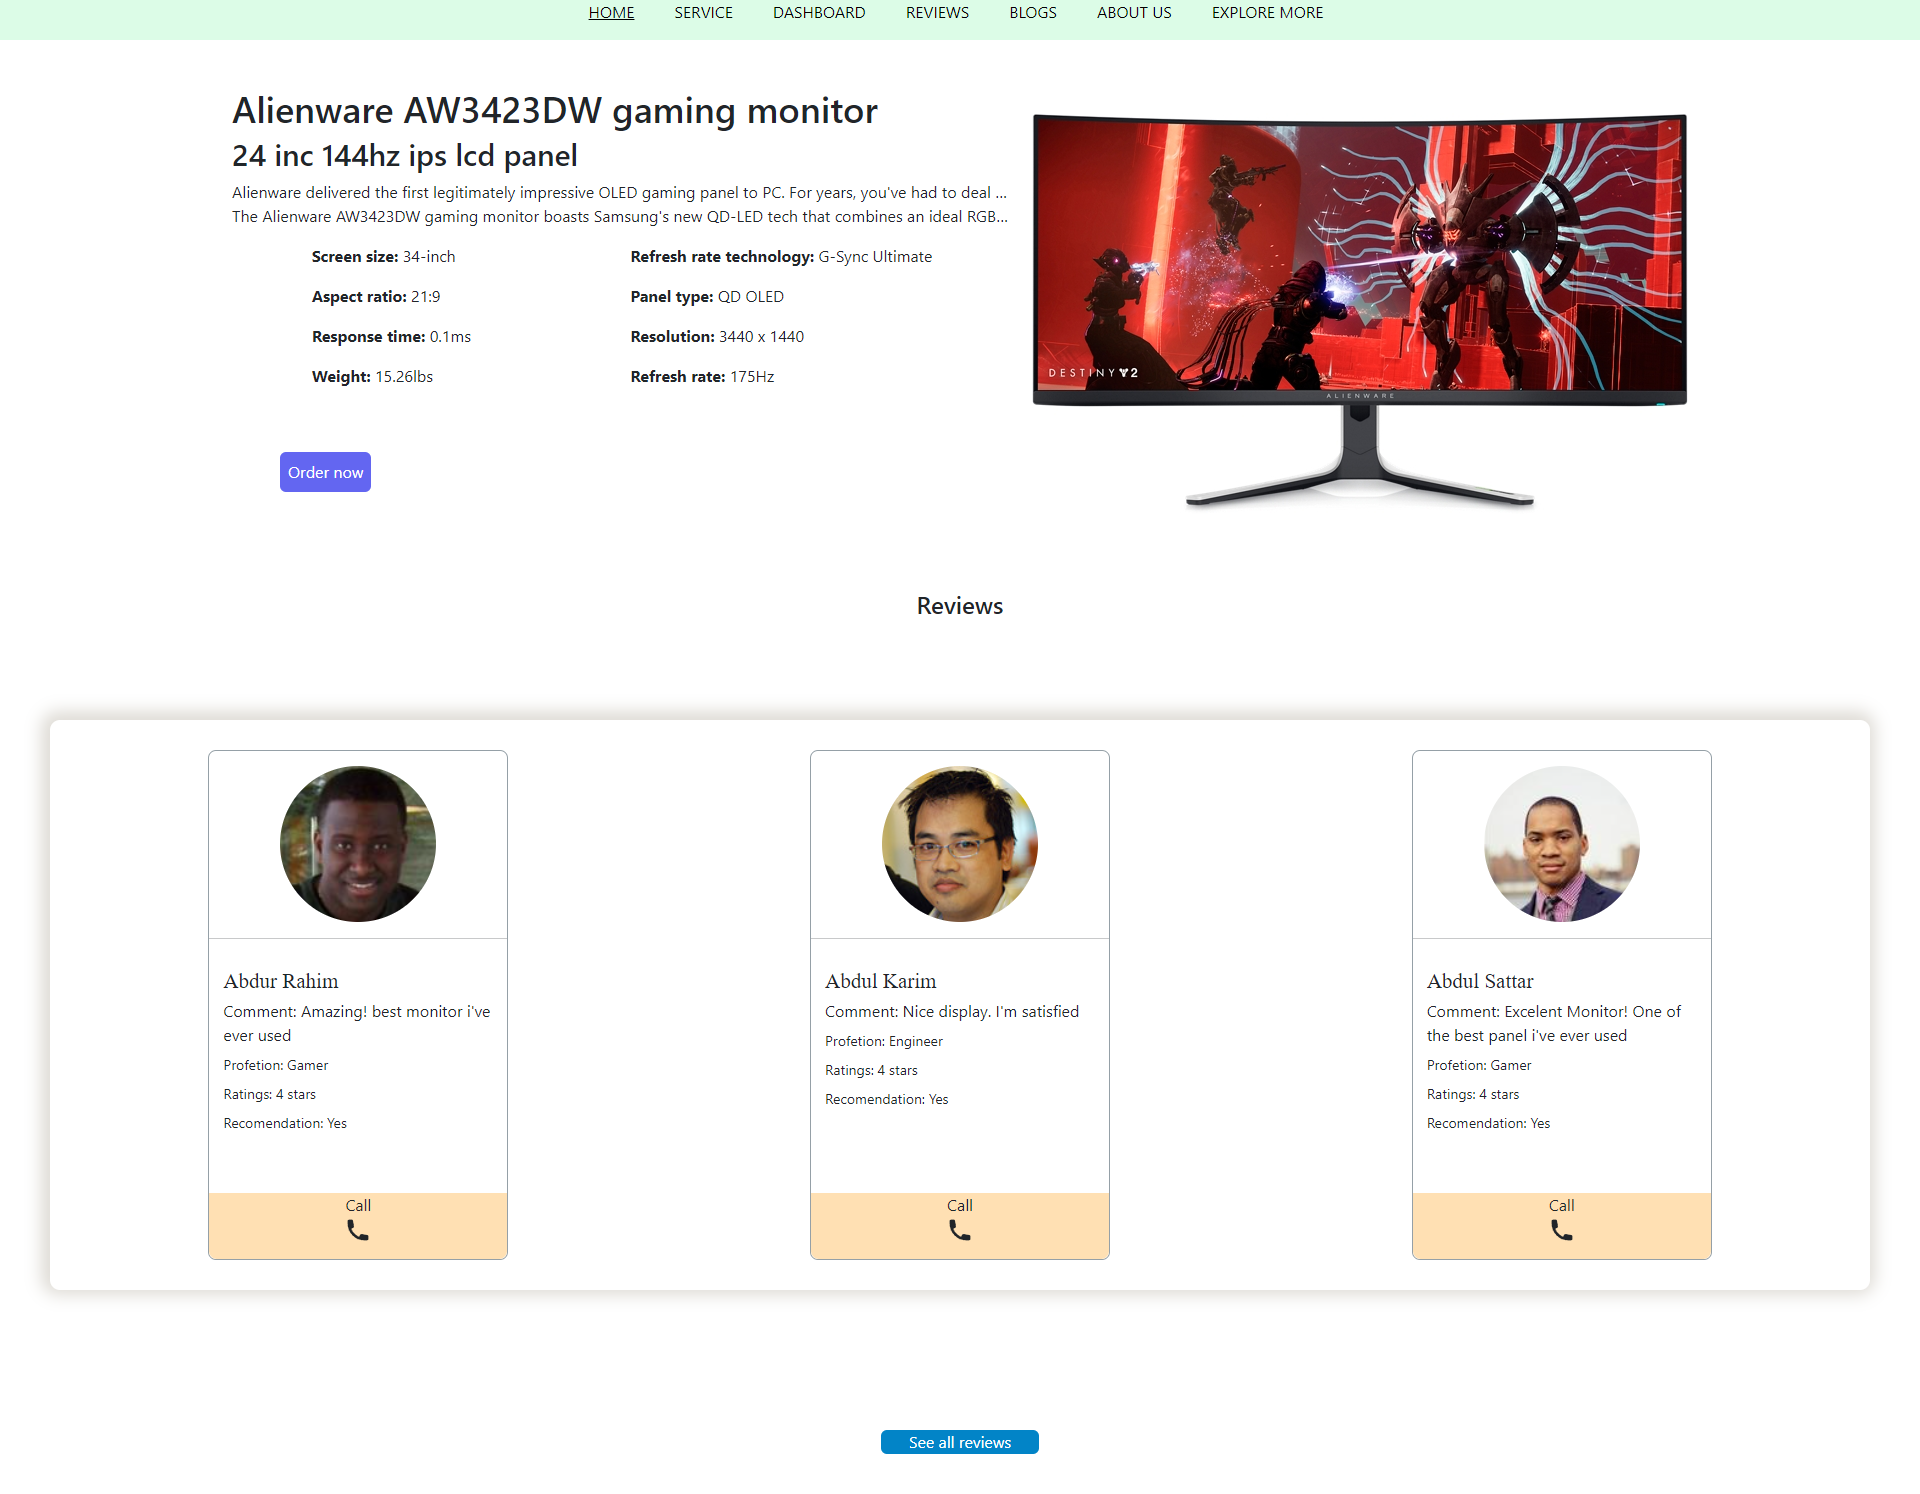 HOME SERVICE DASHBOARD REVIEWS BLOGS ABOUT US EXPLORE MORE
Alienware AW3423DW gaming monitor
24 inc 144hz ips lcd panel
Alienware delivered the first legitimately impressive OLED gaming panel to PC. For years, you've had to deal ...
The Alienware AW3423DW gaming monitor boasts Samsung's new QD-LED tech that combines an ideal RGB...
Screen size: 34-inch
Refresh rate technology: G-Sync Ultimate
Aspect ratio: 21:9
Panel type: QD OLED
Response time: 0.1ms
Resolution: 3440 x 1440
Weight: 15.26lbs
Refresh rate: 175Hz
Order now
DESTINY 2
ALIENWARE
Reviews
Abdur Rahim
Comment: Amazing! best monitor i've
ever used
Profetion: Gamer
Ratings: 4 stars
Recomendation: Yes
Call
Abdul Karim
Comment: Nice display. I'm satisfied
Profetion: Engineer
Ratings: 4 stars
Recomendation: Yes
Call
Abdul Sattar
Comment: Excelent Monitor! One of
the best panel i've ever used
Profetion: Gamer
Ratings: 4 stars
Recomendation: Yes
Call
See all reviews